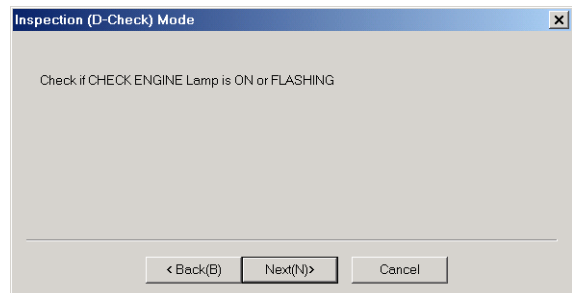 Inspection (D-Check) Mode
Check if CHECK ENGINE Lamp is ON or FLASHING
< Back(B) Next(N)> Cancel